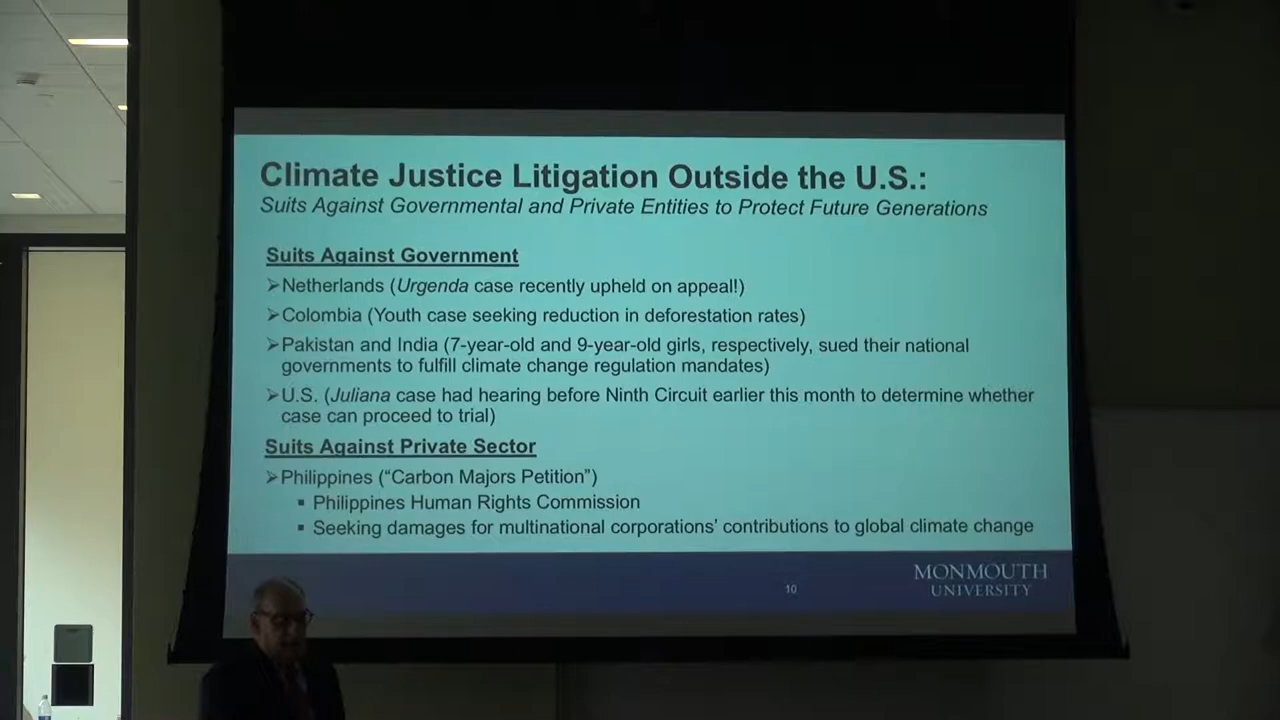 Climate Justice Litigation Outside the U.S.:
Suits Against Governmental and Private Entities to Protect Future Generations
Suits Against Government
➢Netherlands (Urgenda case recently upheld on appeal!)
➢Colombia (Youth case seeking reduction in deforestation rates)
➢Pakistan and India (7-year-old and 9-year-old girls, respectively, sued their national
governments to fulfill climate change regulation mandates)
➢U.S. (Juliana case had hearing before Ninth Circuit earlier this month to determine whether
case can proceed to trial)
Suits Against Private Sector
➢Philippines (“Carbon Majors Petition”)
▪ Philippines Human Rights Commission
▪ Seeking damages for multinational corporations’ contributions to global climate change
10
MONMOUTH
UNIVERSITY